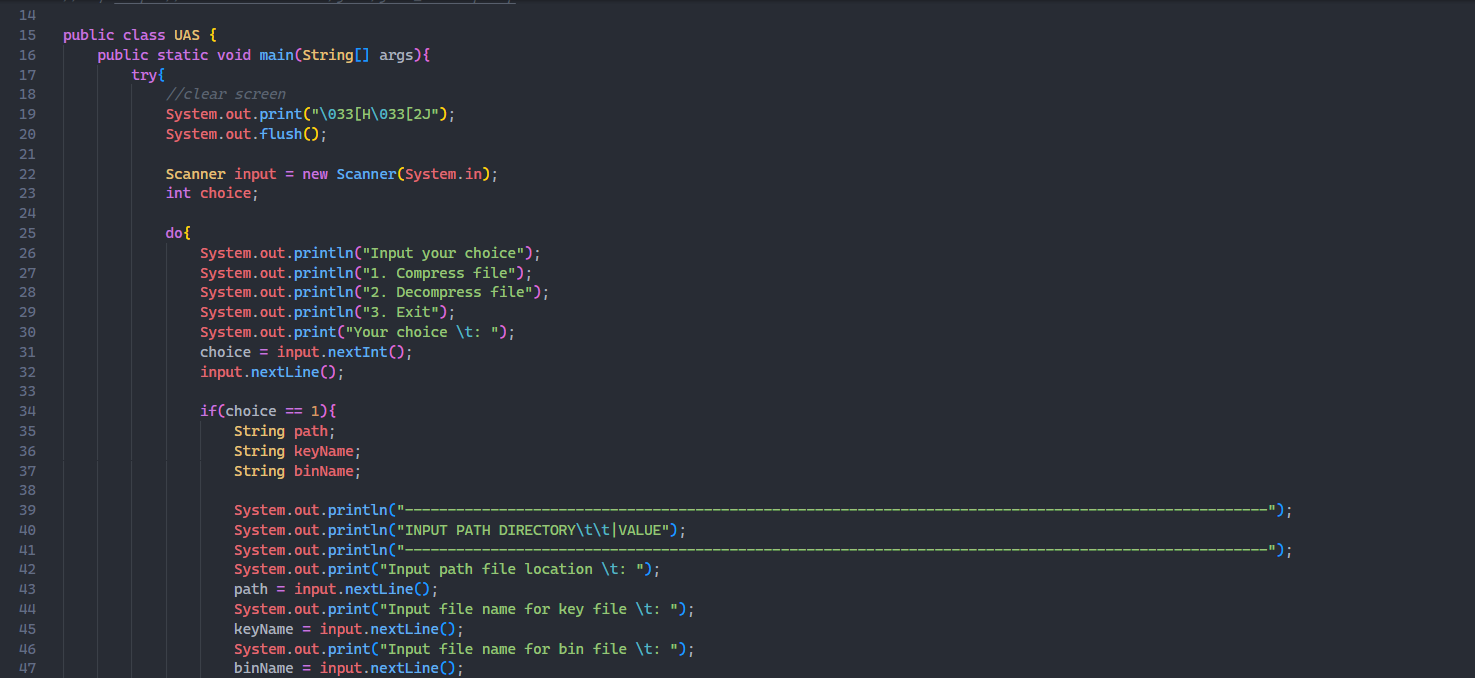 14
15 public class UAS {
16 public static void main(String[] args){
17 try{
18 //clear screen
19 System.out.print("\033[H\033[2J");
20 System.out.flush();
21
22 Scanner input = new Scanner(System.in);
23 int choice;
24
25 do{
26 System.out.println("Input your choice");
27 System.out.println("1. Compress file");
28 System.out.println("2. Decompress file");
29 System.out.println("3. Exit");
30 System.out.print("Your choice \t: ");
31 choice = input.nextInt();
32 input.nextLine();
33
34 if(choice == 1){
35 String path;
36 String keyName;
37 String binName;
38
39 System.out.println("-----------------------------------------------------------------------------------------------------");
40 System.out.println("INPUT PATH DIRECTORY\t\t|VALUE");
41 System.out.println("-----------------------------------------------------------------------------------------------------");
42 System.out.print("Input path file location \t: ");
43 path = input.nextLine();
44 System.out.print("Input file name for key file \t: ");
45 keyName = input.nextLine();
46 System.out.print("Input file name for bin file \t: ");
47 binName = input.nextLine();